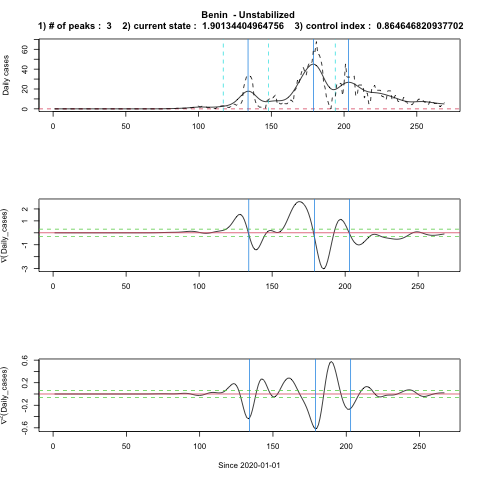 Benin - Unstabilized
1) # of peaks : 3 2) current state : 1.90134404964756 3) control index : 0.864646820937702
Daily cases
0 20 40 60
0 50 100 150 200 250
∇(Daily_cases)
-3 -1 1 2
0 50 100 150 200 250
∇²(Daily_cases)
-0.6 -0.2 0.2 0.6
0 50 100 150 200 250
Since 2020-01-01